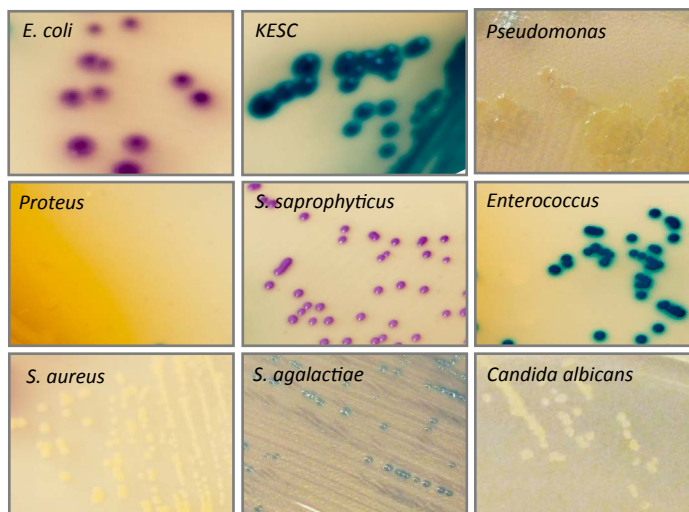 E. coli
KESC
Pseudomonas
Proteus
S. saprophyticus
Enterococcus
S. aureus
S. agalactiae
Candida albicans